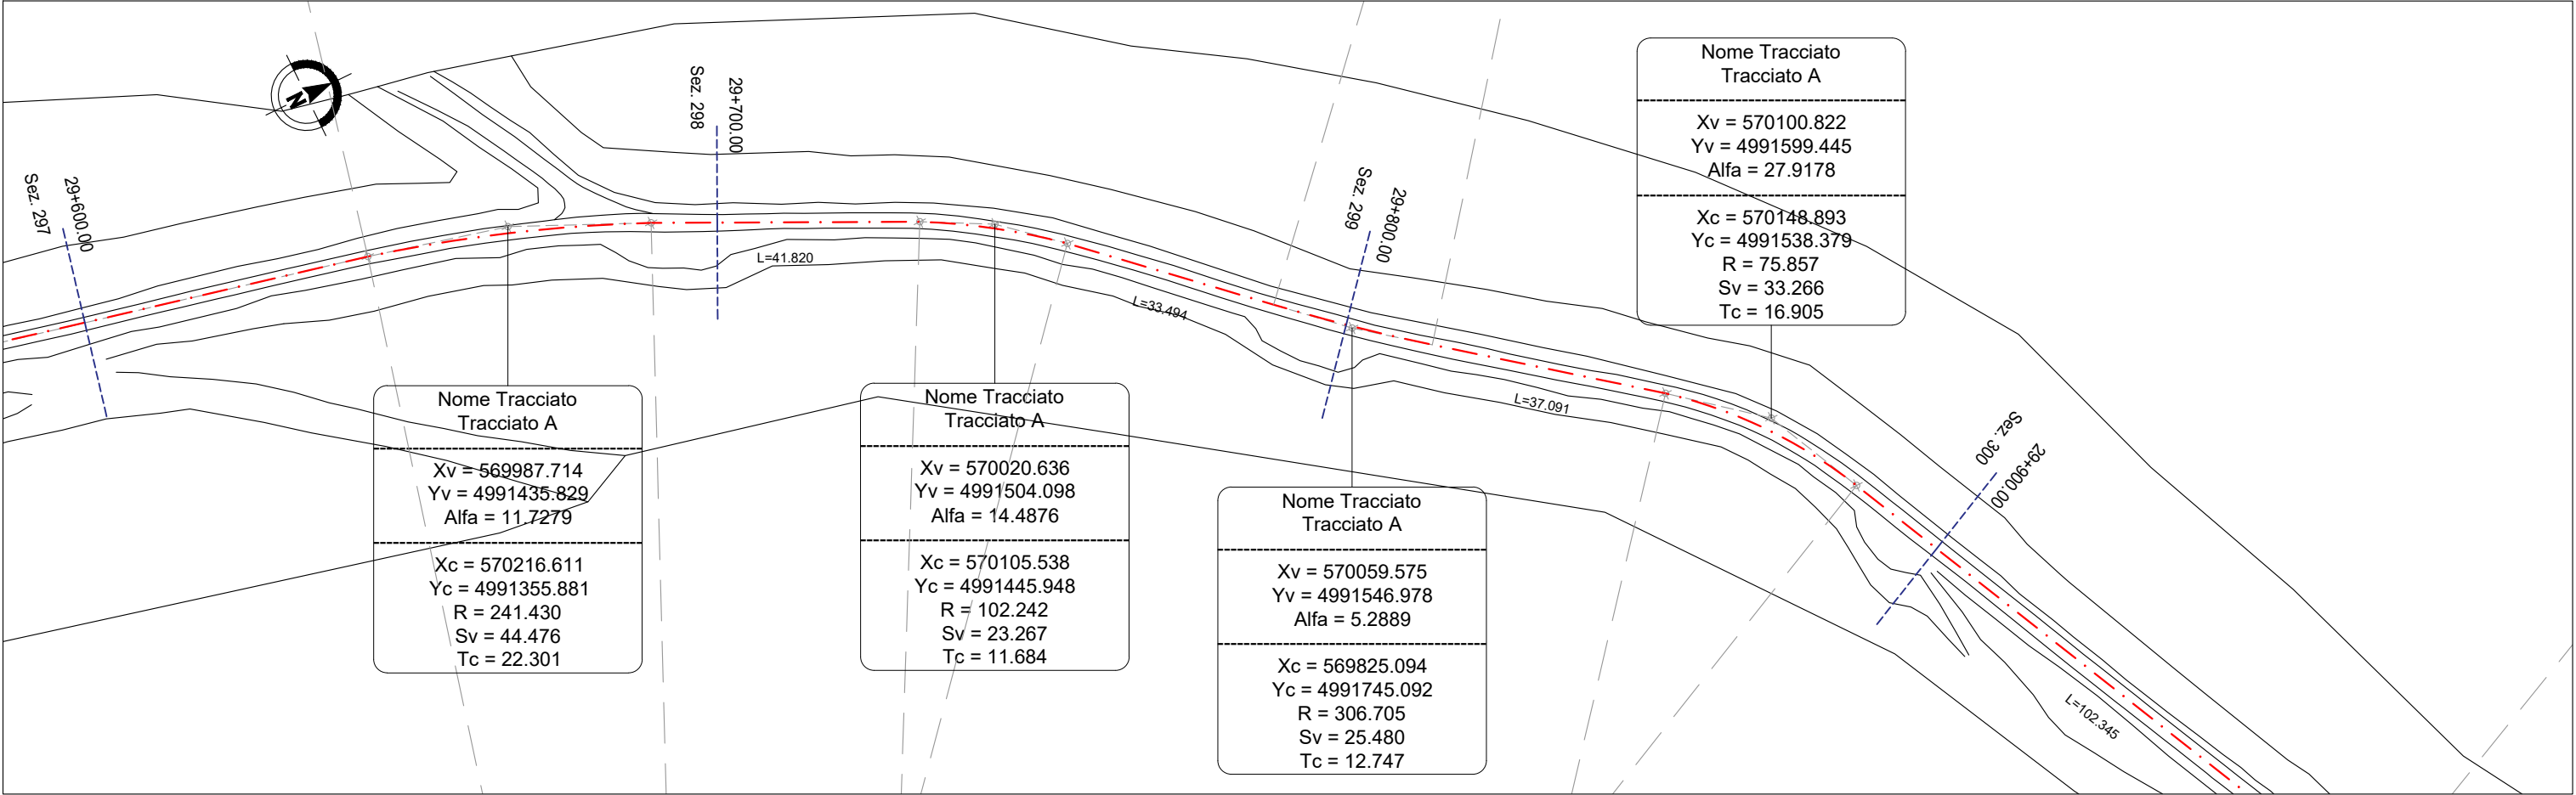 N
Sez. 297
29+600.00
Sez. 298
29+700.00
L=41.820
L=33.494
Sez. 299
29+800.00
L=37.091
Sez. 300
29+900.00
L=102.345
Nome Tracciato
Tracciato A
Xv = 569987.714
Yv = 4991435.829
Alfa = 11.7279
Xc = 570216.611
Yc = 4991355.881
R = 241.430
Sv = 44.476
Tc = 22.301
Nome Tracciato
Tracciato A
Xv = 570020.636
Yv = 4991504.098
Alfa = 14.4876
Xc = 570105.538
Yc = 4991445.948
R = 102.242
Sv = 23.267
Tc = 11.684
Nome Tracciato
Tracciato A
Xv = 570059.575
Yv = 4991546.978
Alfa = 5.2889
Xc = 569825.094
Yc = 4991745.092
R = 306.705
Sv = 25.480
Tc = 12.747
Nome Tracciato
Tracciato A
Xv = 570100.822
Yv = 4991599.445
Alfa = 27.9178
Xc = 570148.893
Yc = 4991538.379
R = 75.857
Sv = 33.266
Tc = 16.905